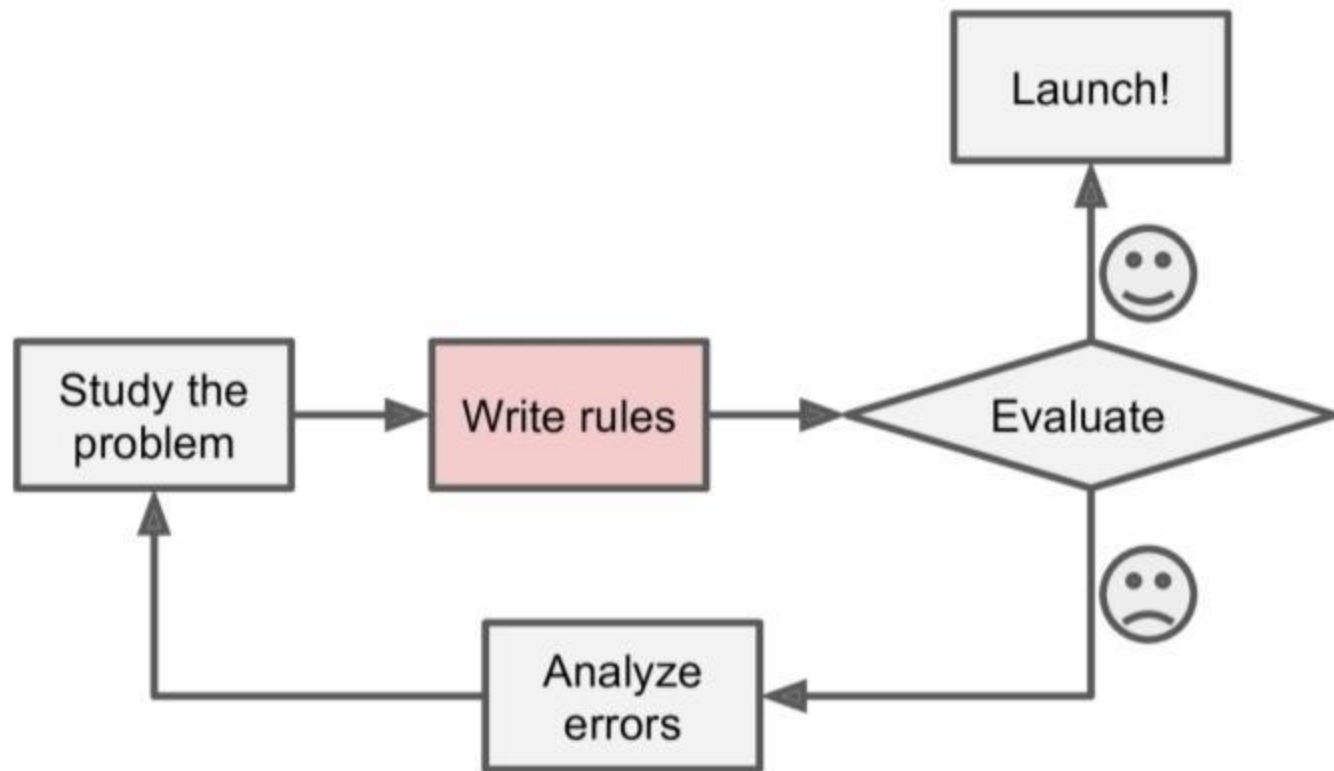 Launch!
Study the
problem
Write rules
Evaluate
Analyze
errors